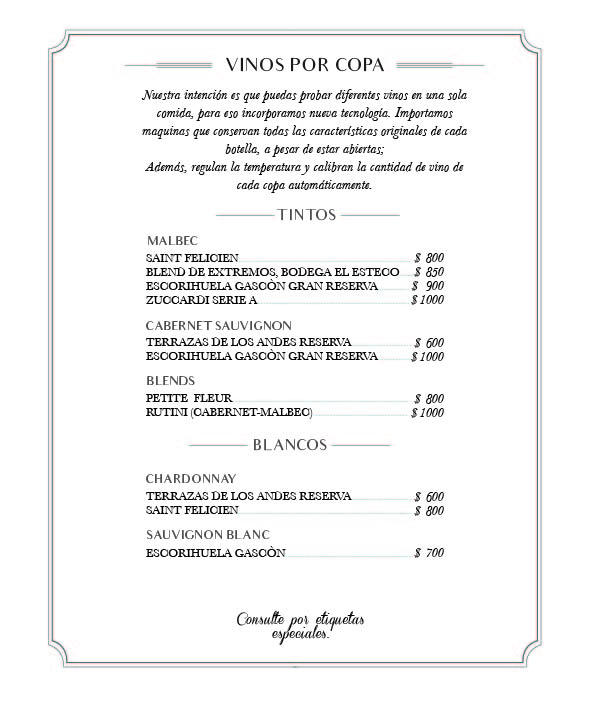 VINOS POR COPA
Nuestra intención es que puedas probar diferentes vinos en una sola
comida, para eso incorporamos nueva tecnología. Importamos
maquinas que conservan todas las características originales de cada
botella, a pesar de estar abiertas;
Además, regulan la temperatura y calibran la cantidad de vino de
cada copa automáticamente.
TINTOS
MALBEC
SAINT FELICIEN $ 800
BLEND DE EXTREMOS, BODEGA EL ESTECO $ 850
ESCORIHUELA GASCÒN GRAN RESERVA $ 900
ZUCCARDI SERIE A $ 1000
CABERNET SAUVIGNON
TERRAZAS DE LOS ANDES RESERVA $ 600
ESCORIHUELA GASCÒN GRAN RESERVA $ 1000
BLENDS
PETITE FLEUR $ 800
RUTINI (CABERNET-MALBEC) $ 1000
BLANCOS
CHARDONNAY
TERRAZAS DE LOS ANDES RESERVA $ 600
SAINT FELICIEN $ 800
SAUVIGNON BLANC
ESCORIHUELA GASCÒN $ 700
Consulte por etiquetas
especiales.